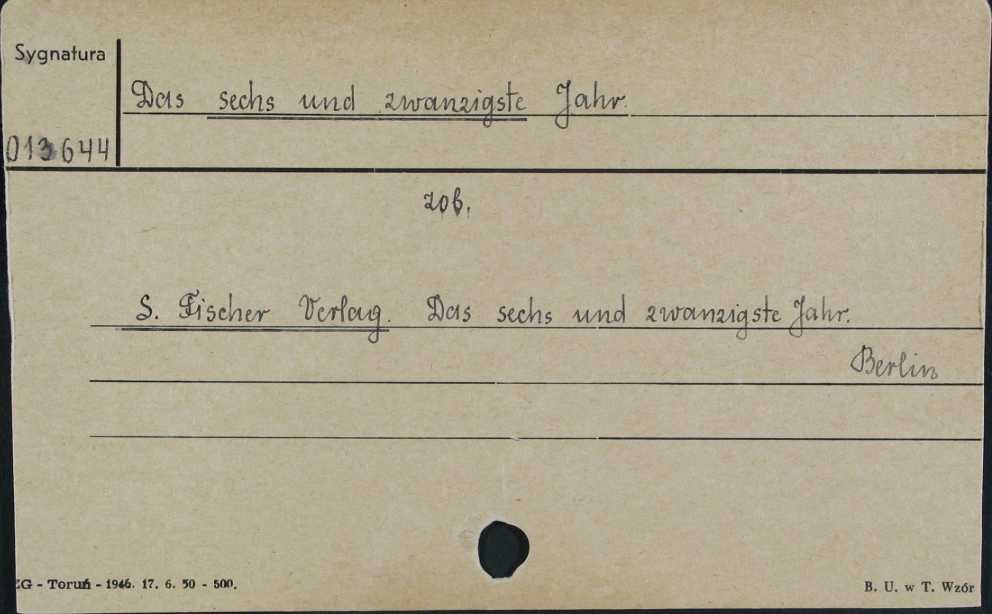 Sygnatura
Das sechs und zwanzigste Jahr.
013644
zob.
S. Fischer Verlag. Das sechs und zwanzigste Jahr.
Berlin
ZG - Toruń - 1946. 17. 6. 50 - 500.
B. U. w T. Wzór